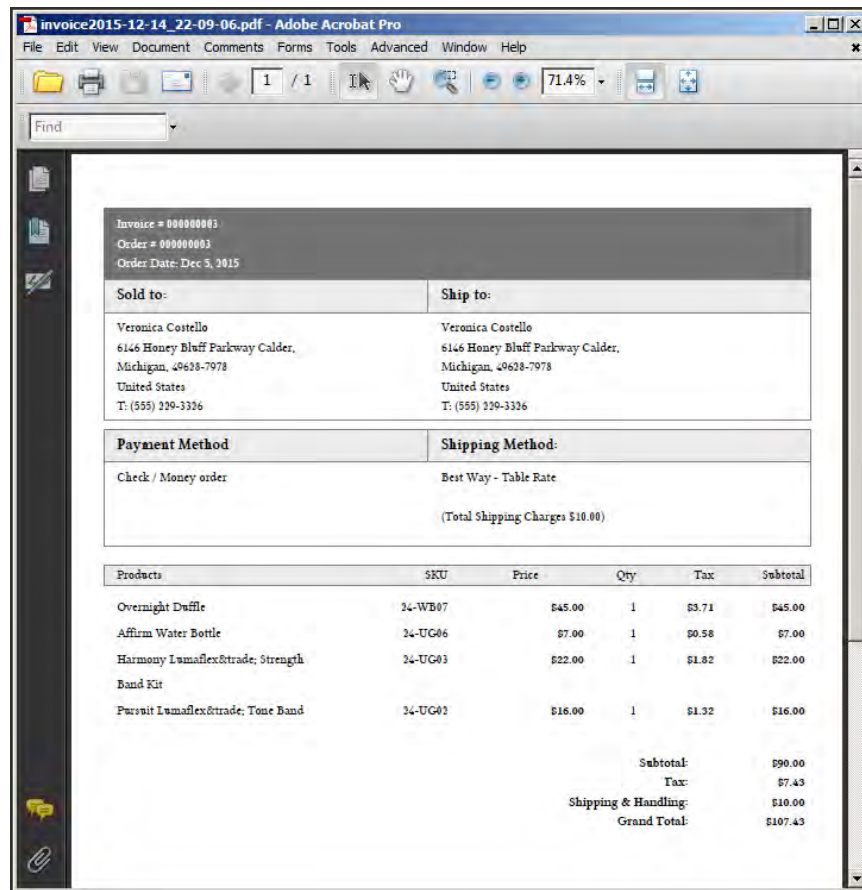 invoice2015-12-14_22-09-06.pdf - Adobe Acrobat Pro
File Edit View Document Comments Forms Tools Advanced Window Help
1 / 1 71.4%
Find
Invoice # 000000003
Order # 000000003
Order Date: Dec 5, 2015
Sold to: Ship to:
Veronica Costello Veronica Costello
6146 Honey Bluff Parkway Calder, 6146 Honey Bluff Parkway Calder,
Michigan, 49628-7978 Michigan, 49628-7978
United States United States
T: (555) 229-3326 T: (555) 229-3326
Payment Method Shipping Method:
Check / Money order Best Way - Table Rate
(Total Shipping Charges $10.00)
Products SKU Price Qty Tax Subtotal
Overnight Duffle 24-WB07 $45.00 1 $3.71 $45.00
Affirm Water Bottle 24-UG06 $7.00 1 $0.58 $7.00
Harmony Lumaflex&trade; Strength 24-UG03 $22.00 1 $1.82 $22.00
Band Kit
Pursuit Lumaflex&trade; Tone Band 24-UG02 $16.00 1 $1.32 $16.00
Subtotal: $90.00
Tax: $7.43
Shipping & Handling: $10.00
Grand Total: $107.43